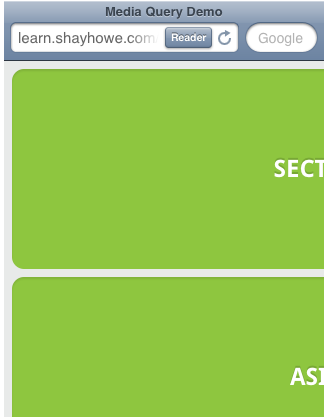 Media Query Demo
learn.shayhowe.com Reader Google
SECT
ASI